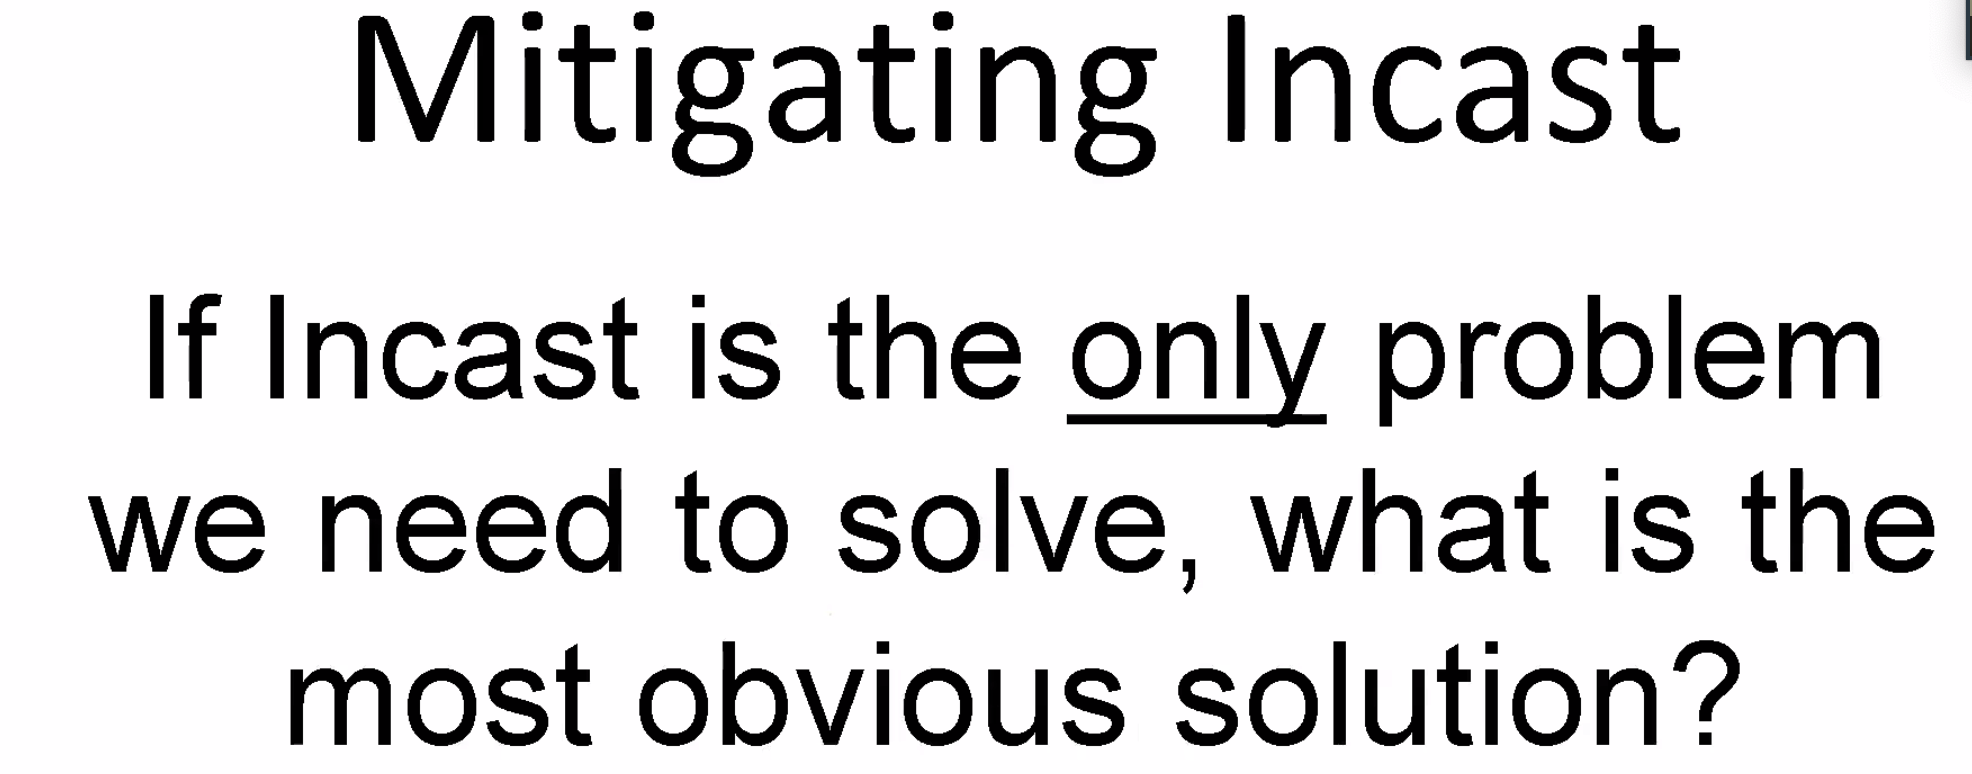 Mitigating Incast
If Incast is the only problem
we need to solve, what is the
most obvious solution?